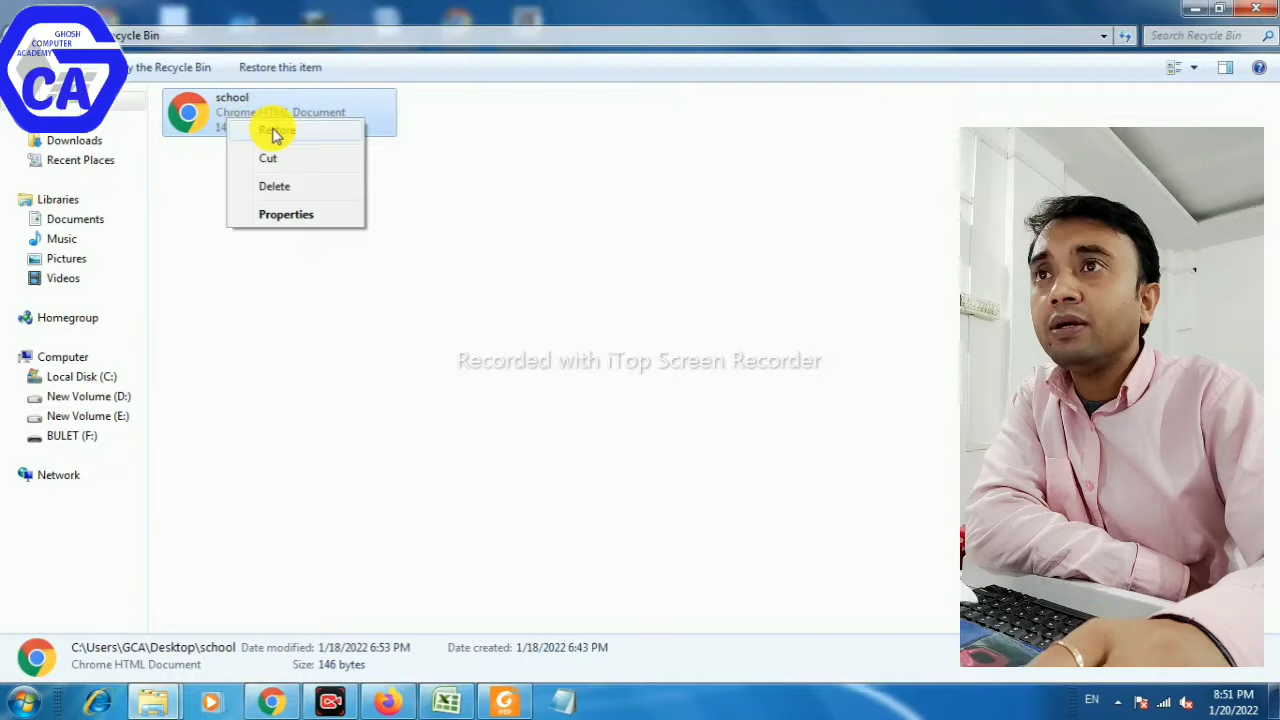 GHOSH
COMPUTER
ACADEMY
CA
ecycle Bin
Search Recycle Bin
y the Recycle Bin
Restore this item
school
Chrome HTML Document
14
Restore
Cut
Delete
Properties
Downloads
Recent Places
Libraries
Documents
Music
Pictures
Videos
Homegroup
Computer
Local Disk (C:)
New Volume (D:)
New Volume (E:)
BULET (F:)
Network
Recorded with iTop Screen Recorder
C:\Users\GCA\Desktop\school
Date modified: 1/18/2022 6:53 PM
Date created: 1/18/2022 6:43 PM
Chrome HTML Document
Size: 146 bytes
PDF
EN
8:51 PM
1/20/2022